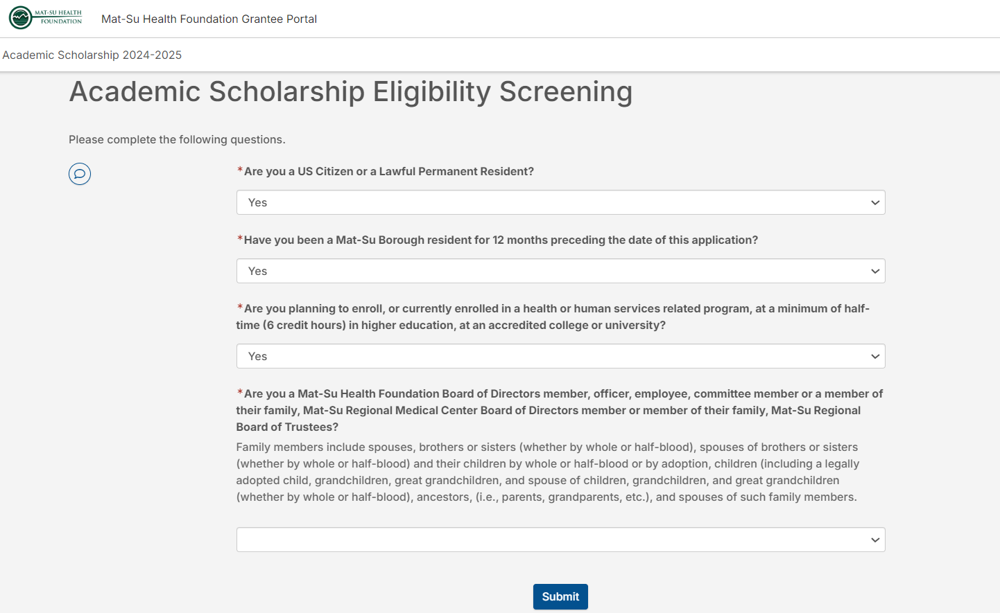 MAT-SU HEALTH
FOUNDATION
Mat-Su Health Foundation Grantee Portal
Academic Scholarship 2024-2025
Academic Scholarship Eligibility Screening
Please complete the following questions.
*Are you a US Citizen or a Lawful Permanent Resident?
Yes
*Have you been a Mat-Su Borough resident for 12 months preceding the date of this application?
Yes
*Are you planning to enroll, or currently enrolled in a health or human services related program, at a minimum of half-
time (6 credit hours) in higher education, at an accredited college or university?
Yes
*Are you a Mat-Su Health Foundation Board of Directors member, officer, employee, committee member or a member of
their family, Mat-Su Regional Medical Center Board of Directors member or member of their family, Mat-Su Regional
Board of Trustees?
Family members include spouses, brothers or sisters (whether by whole or half-blood), spouses of brothers or sisters
(whether by whole or half-blood) and their children by whole or half-blood or by adoption, children (including a legally
adopted child, grandchildren, great grandchildren, and spouse of children, grandchildren, and great grandchildren
(whether by whole or half-blood), ancestors, (i.e., parents, grandparents, etc.), and spouses of such family members.
Submit